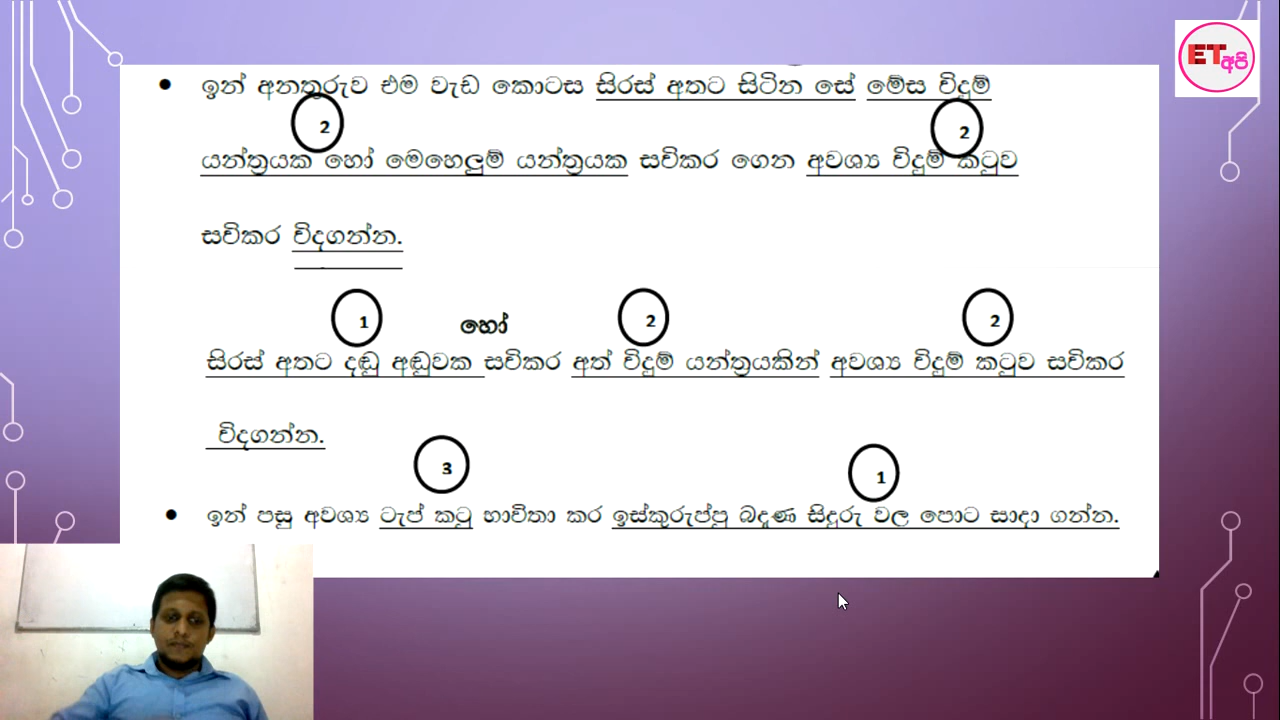 ET අපි
• ඉන් අනතුරුව එම වැඩ කොටස සිරස් අතට සිටින සේ මේස විදුම්
2 2
යන්ත්‍රයක හෝ මෙහෙලුම් යන්ත්‍රයක සවිකර ගෙන අවශ්‍ය විදුම් කටුව
සවිකර විදගන්න.
1 හෝ 2 2
සිරස් අතට දඬු අඬුවක සවිකර අත් විදුම් යන්ත්‍රයකින් අවශ්‍ය විදුම් කටුව සවිකර
විදගන්න.
3 1
• ඉන් පසු අවශ්‍ය ටැප් කටු භාවිතා කර ඉස්කුරුප්පු බදුණ සිදුරු වල පොට සාදා ගන්න.